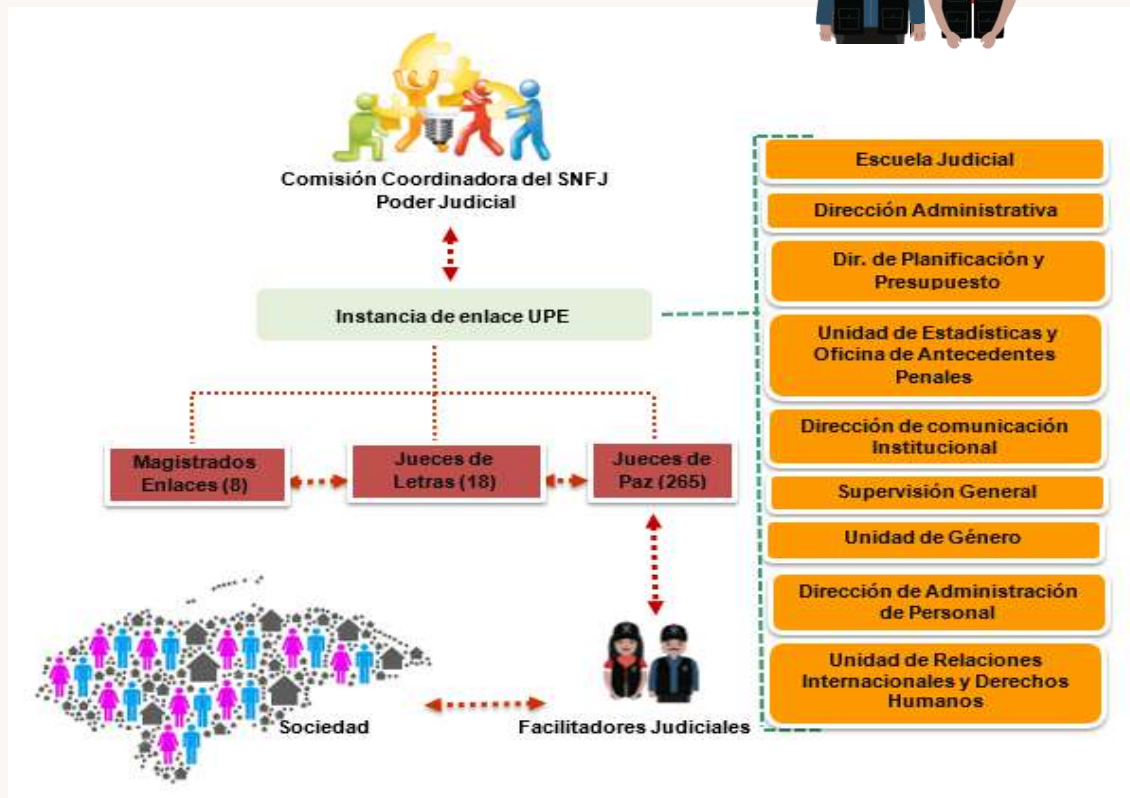 Comisión Coordinadora del SNFJ
Poder Judicial
Instancia de enlace UPE
Magistrados
Enlaces (8)
Jueces de
Letras (18)
Jueces de
Paz (265)
Sociedad
Facilitadores Judiciales
Escuela Judicial
Dirección Administrativa
Dir. de Planificación y
Presupuesto
Unidad de Estadísticas y
Oficina de Antecedentes
Penales
Dirección de comunicación
Institucional
Supervisión General
Unidad de Género
Dirección de Administración
de Personal
Unidad de Relaciones
Internacionales y Derechos
Humanos